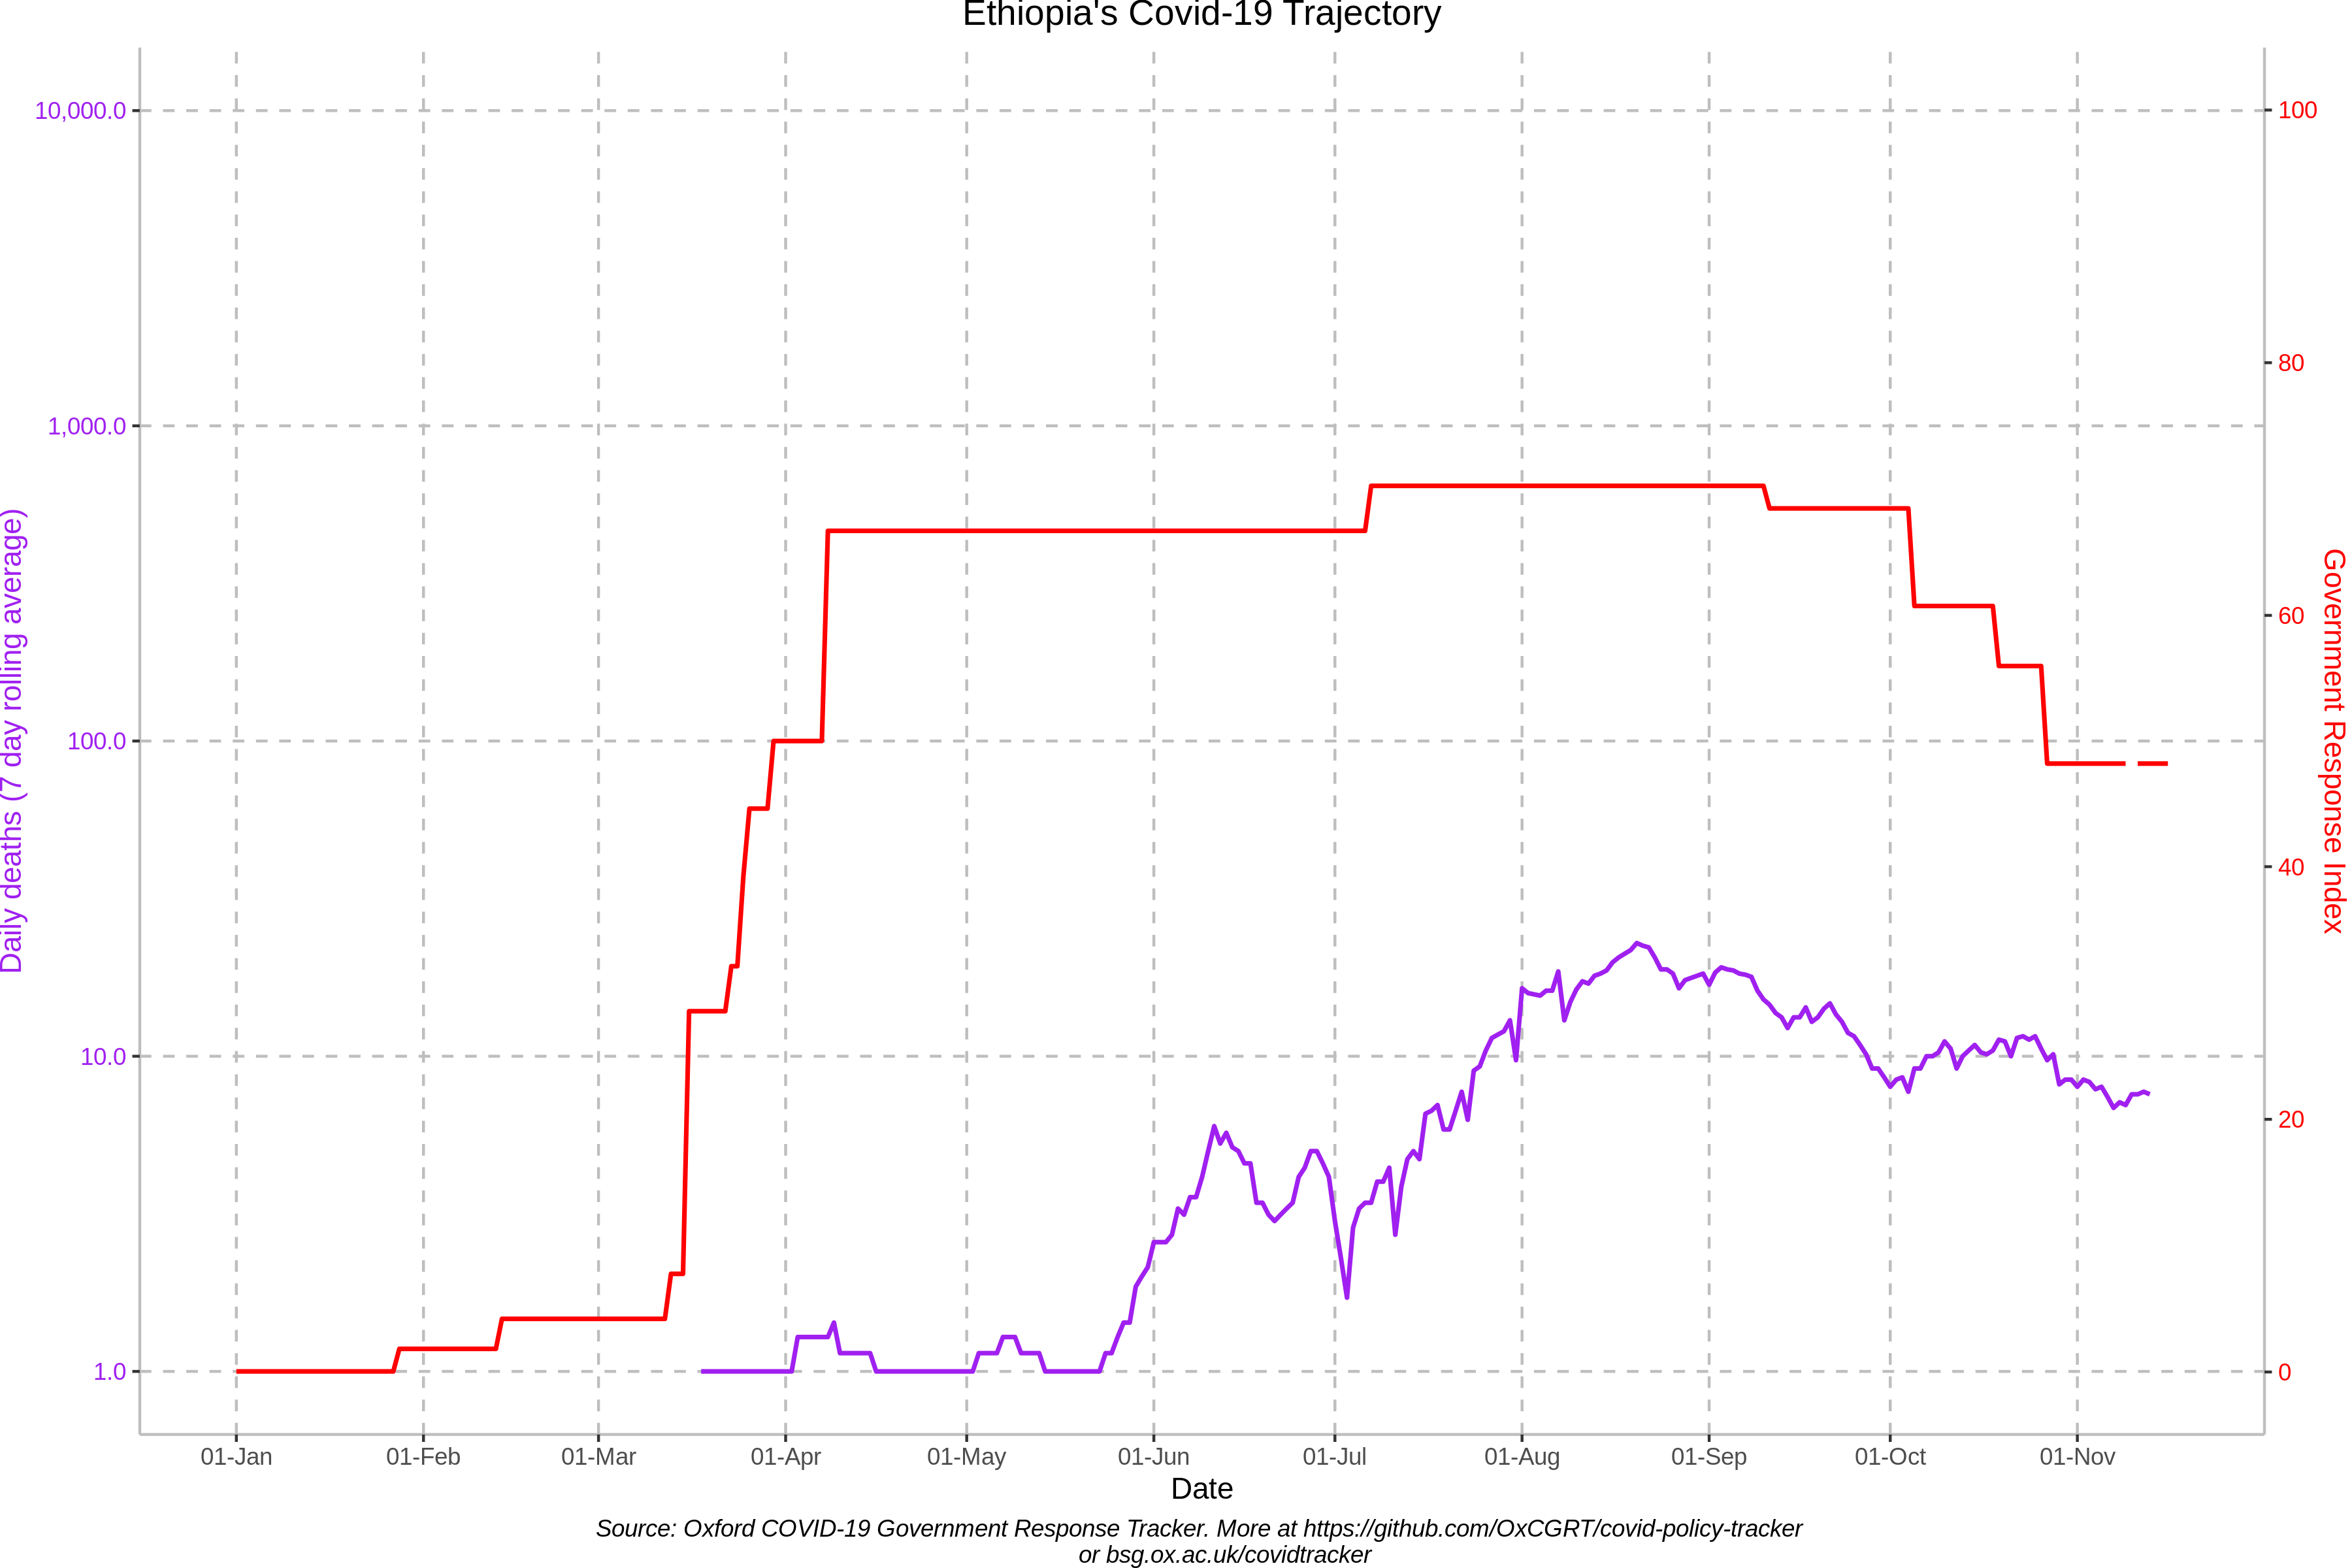 Ethiopia's Covid-19 Trajectory
10,000.0
1,000.0
100.0
10.0
1.0
Daily deaths (7 day rolling average)
100
80
60
40
20
0
Government Response Index
01-Jan 01-Feb 01-Mar 01-Apr 01-May 01-Jun 01-Jul 01-Aug 01-Sep 01-Oct 01-Nov
Date
Source: Oxford COVID-19 Government Response Tracker. More at https://github.com/OxCGRT/covid-policy-tracker
or bsg.ox.ac.uk/covidtracker